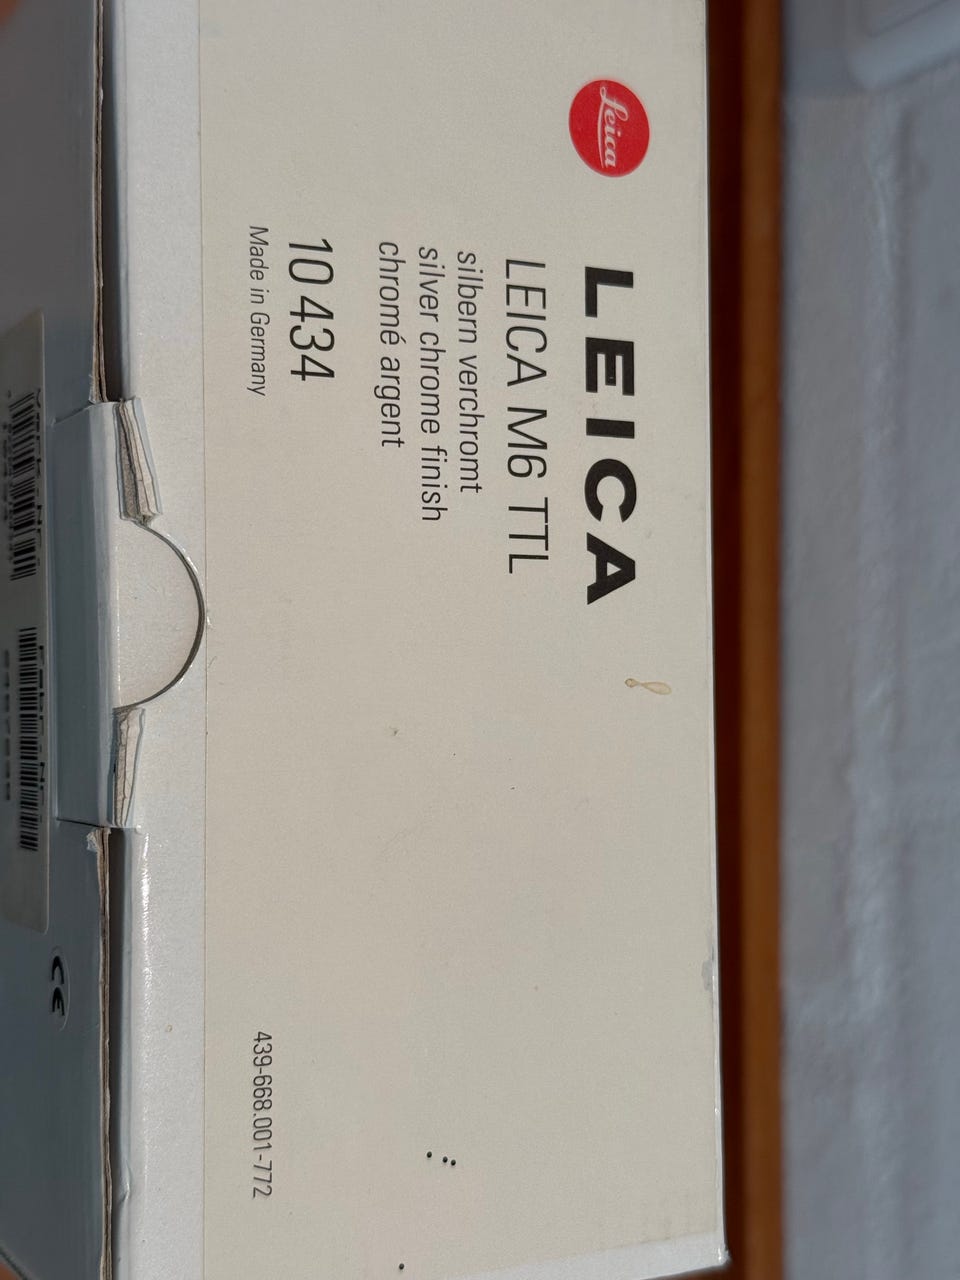 Leica
LEICA
LEICA M6 TTL
silbern verchromt
silver chrome finish
chromé argent
10 434
Made in Germany
439-668.001-772
CE